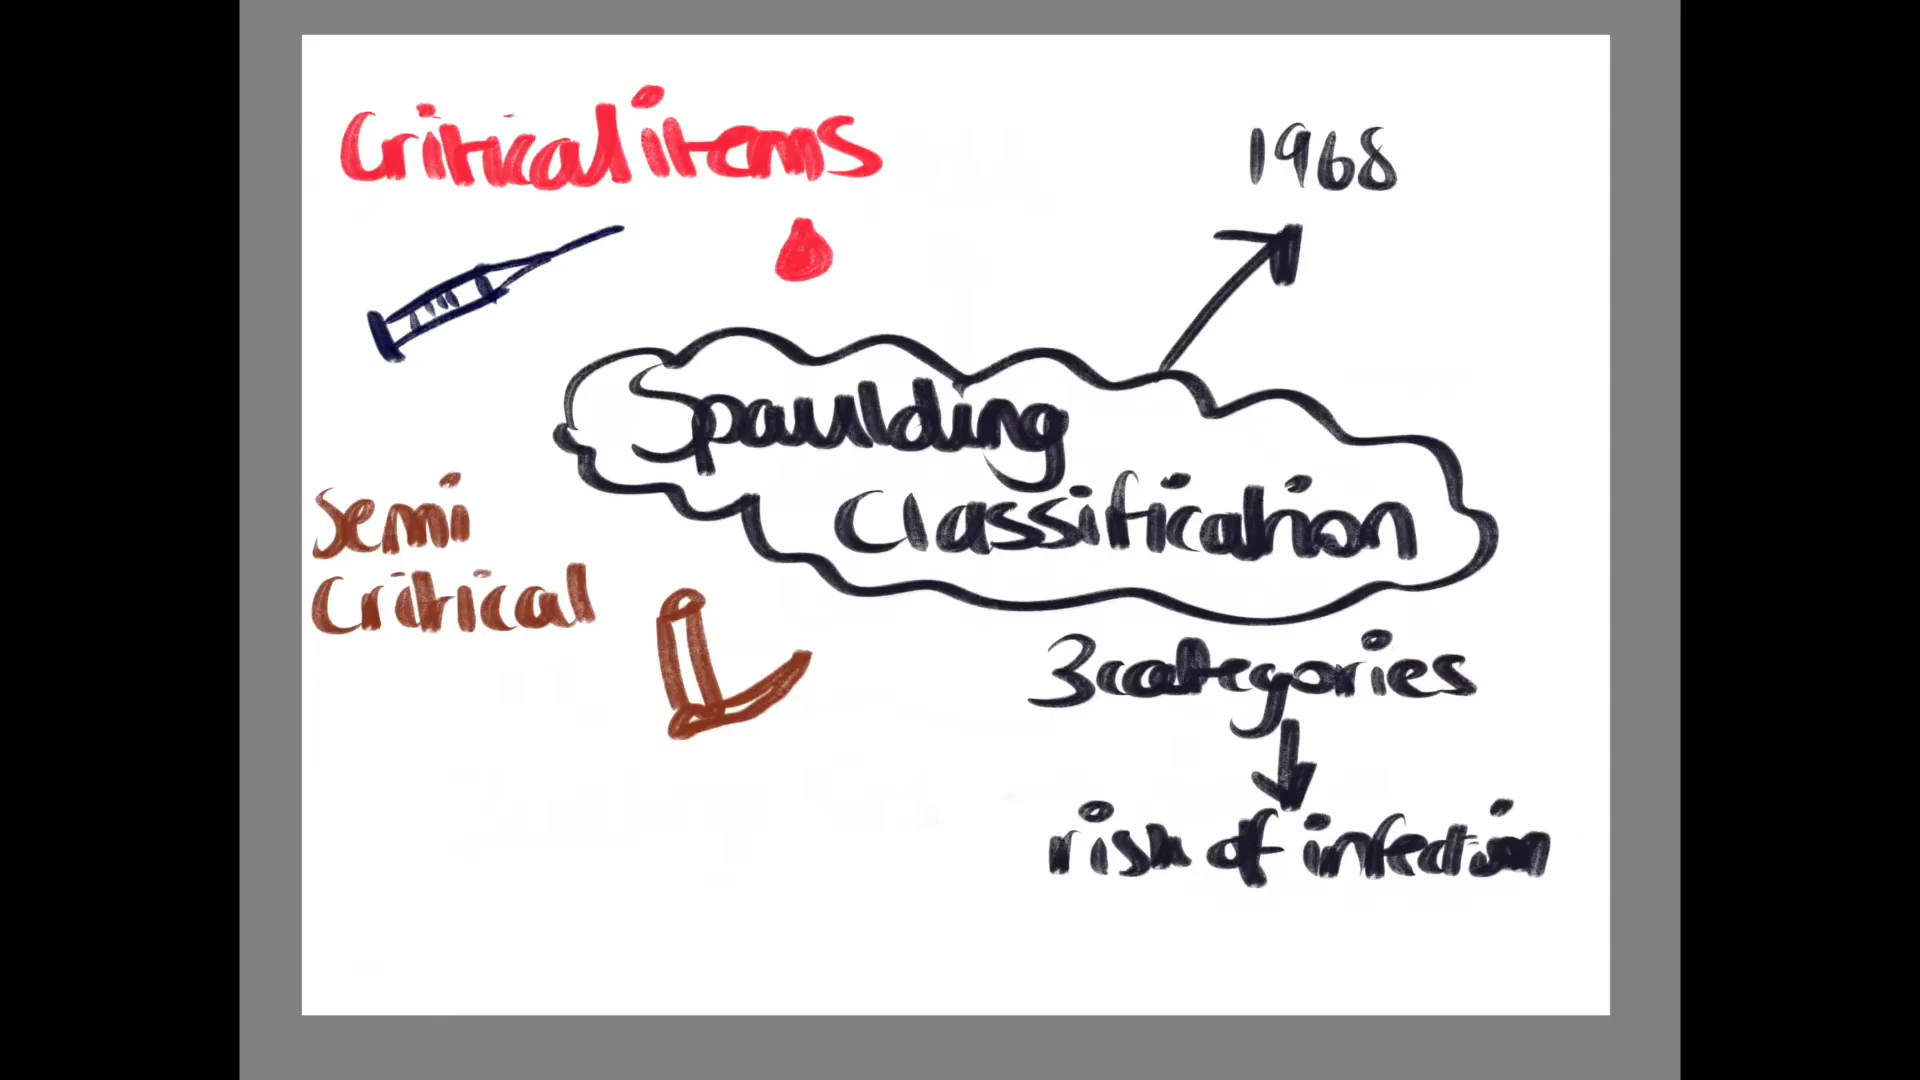 Critical items
1968
Spaulding
Classification
Semi
Critical
3 categories
risk of infection